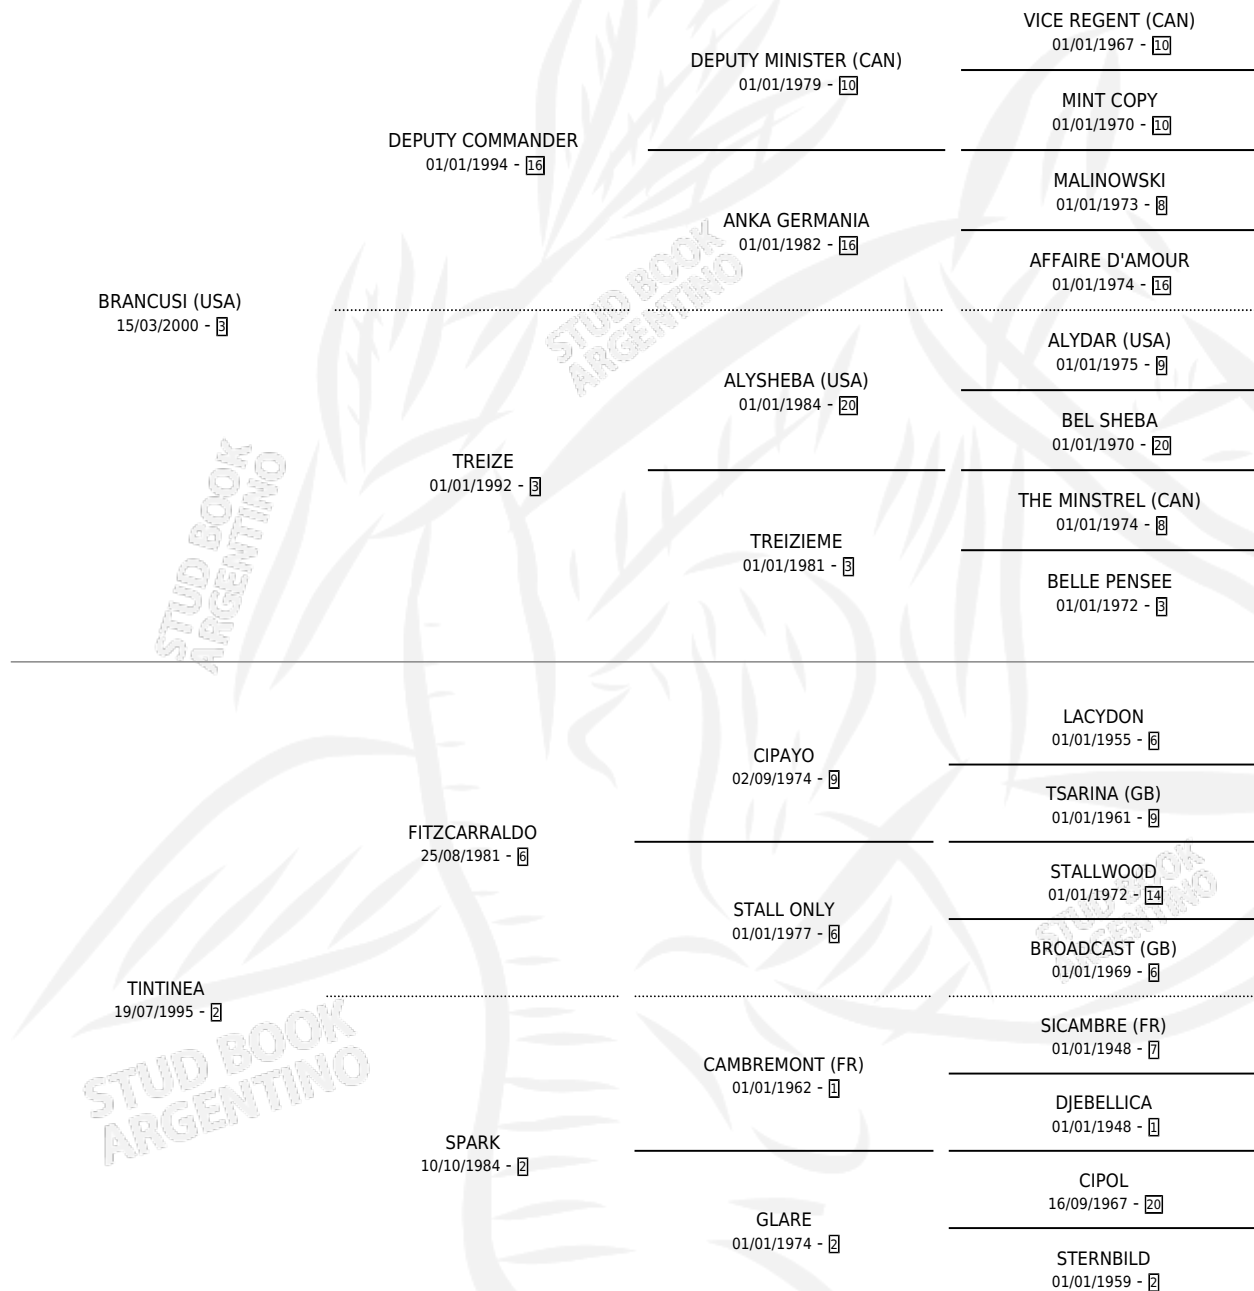 VICE REGENT (CAN)
01/01/1967 - 10
DEPUTY MINISTER (CAN)
01/01/1979 - 10
MINT COPY
01/01/1970 - 10
DEPUTY COMMANDER
01/01/1994 - 16
MALINOWSKI
01/01/1973 - 8
ANKA GERMANIA
01/01/1982 - 16
AFFAIRE D'AMOUR
01/01/1974 - 16
BRANCUSI (USA)
15/03/2000 - 3
ALYDAR (USA)
01/01/1975 - 9
ALYSHEBA (USA)
01/01/1984 - 20
BEL SHEBA
01/01/1970 - 20
TREIZE
01/01/1992 - 3
THE MINSTREL (CAN)
01/01/1974 - 8
TREIZIEME
01/01/1981 - 3
BELLE PENSEE
01/01/1972 - 3
LACYDON
01/01/1955 - 6
CIPAYO
02/09/1974 - 9
TSARINA (GB)
01/01/1961 - 9
FITZCARRALDO
25/08/1981 - 6
STALLWOOD
01/01/1972 - 14
STALL ONLY
01/01/1977 - 6
BROADCAST (GB)
01/01/1969 - 6
TINTINEA
19/07/1995 - 2
SICAMBRE (FR)
01/01/1948 - 7
CAMBREMONT (FR)
01/01/1962 - 1
DJEBELLICA
01/01/1948 - 1
SPARK
10/10/1984 - 2
CIPOL
16/09/1967 - 20
GLARE
01/01/1974 - 2
STERNBILD
01/01/1959 - 2
STUD BOOK
ARGENTINO
STUD BOOK
ARGENTINO
STUD BOOK
ARGENTINO
STUD BOOK
ARGENTINO